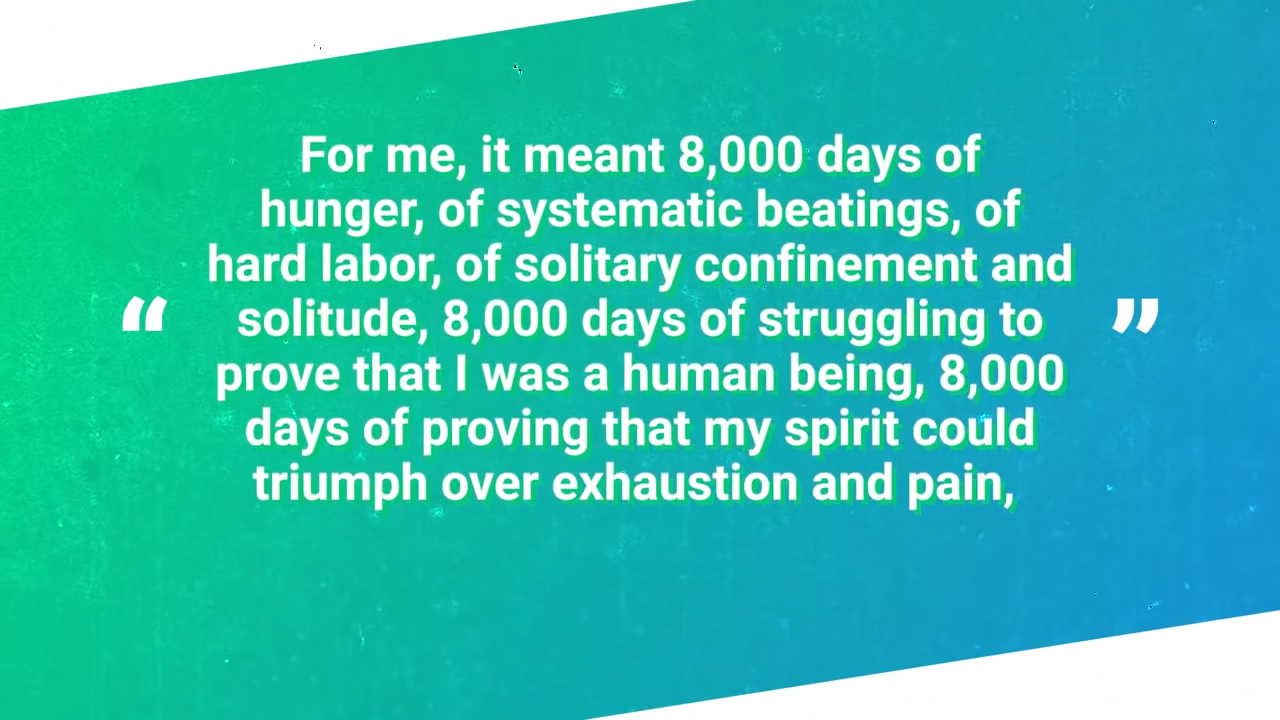 For me, it meant 8,000 days of
hunger, of systematic beatings, of
hard labor, of solitary confinement and
“ solitude, 8,000 days of struggling to ”
prove that I was a human being, 8,000
days of proving that my spirit could
triumph over exhaustion and pain,